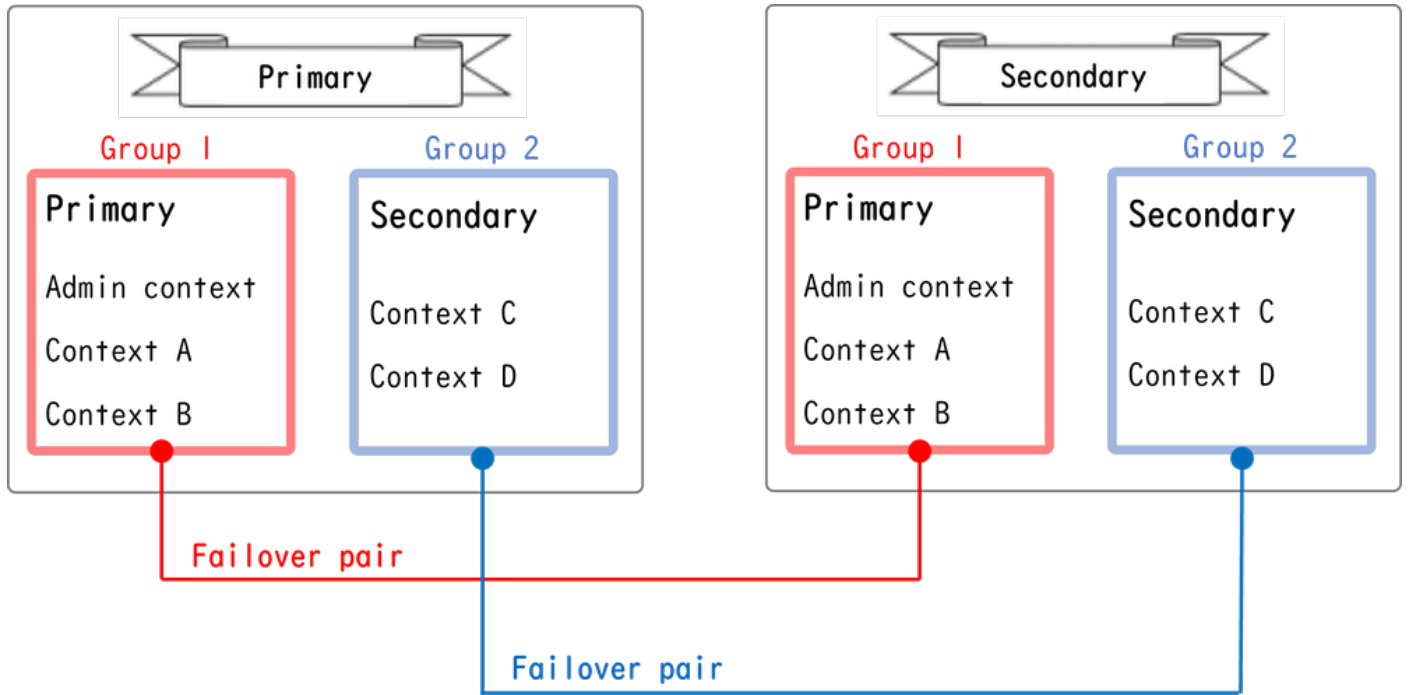 Primary
Group 1
Primary
Admin context
Context A
Context B
Group 2
Secondary
Context C
Context D
Secondary
Group 1
Primary
Admin context
Context A
Context B
Group 2
Secondary
Context C
Context D
Failover pair
Failover pair